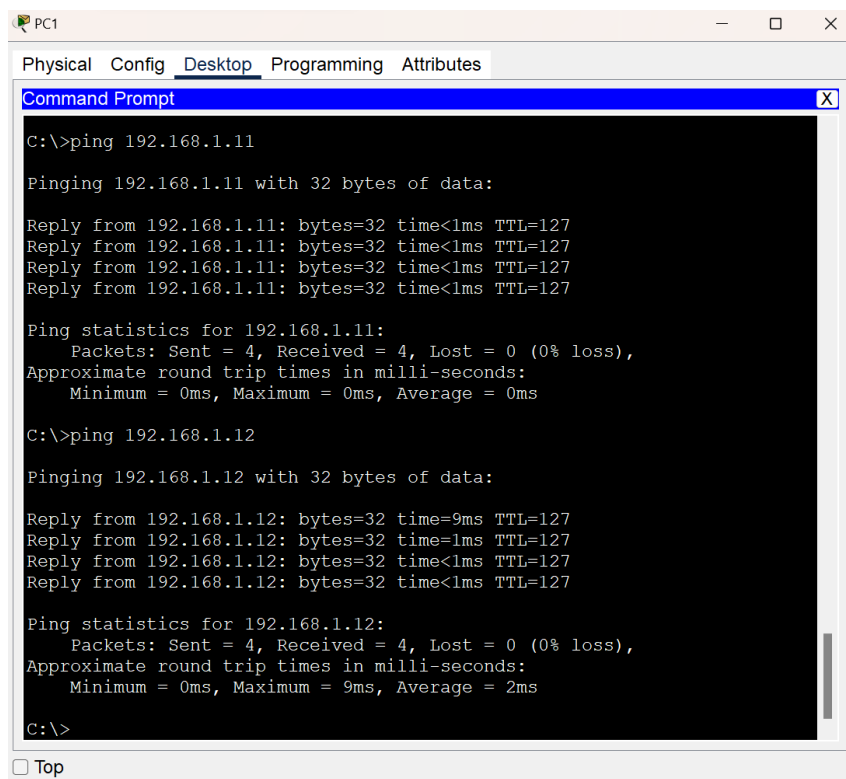 PC1
Physical Config Desktop Programming Attributes
Command Prompt X
C:\>ping 192.168.1.11
Pinging 192.168.1.11 with 32 bytes of data:
Reply from 192.168.1.11: bytes=32 time<1ms TTL=127
Reply from 192.168.1.11: bytes=32 time<1ms TTL=127
Reply from 192.168.1.11: bytes=32 time<1ms TTL=127
Reply from 192.168.1.11: bytes=32 time<1ms TTL=127
Ping statistics for 192.168.1.11:
    Packets: Sent = 4, Received = 4, Lost = 0 (0% loss),
Approximate round trip times in milli-seconds:
    Minimum = 0ms, Maximum = 0ms, Average = 0ms
C:\>ping 192.168.1.12
Pinging 192.168.1.12 with 32 bytes of data:
Reply from 192.168.1.12: bytes=32 time=9ms TTL=127
Reply from 192.168.1.12: bytes=32 time=1ms TTL=127
Reply from 192.168.1.12: bytes=32 time<1ms TTL=127
Reply from 192.168.1.12: bytes=32 time<1ms TTL=127
Ping statistics for 192.168.1.12:
    Packets: Sent = 4, Received = 4, Lost = 0 (0% loss),
Approximate round trip times in milli-seconds:
    Minimum = 0ms, Maximum = 9ms, Average = 2ms
C:\>
Top